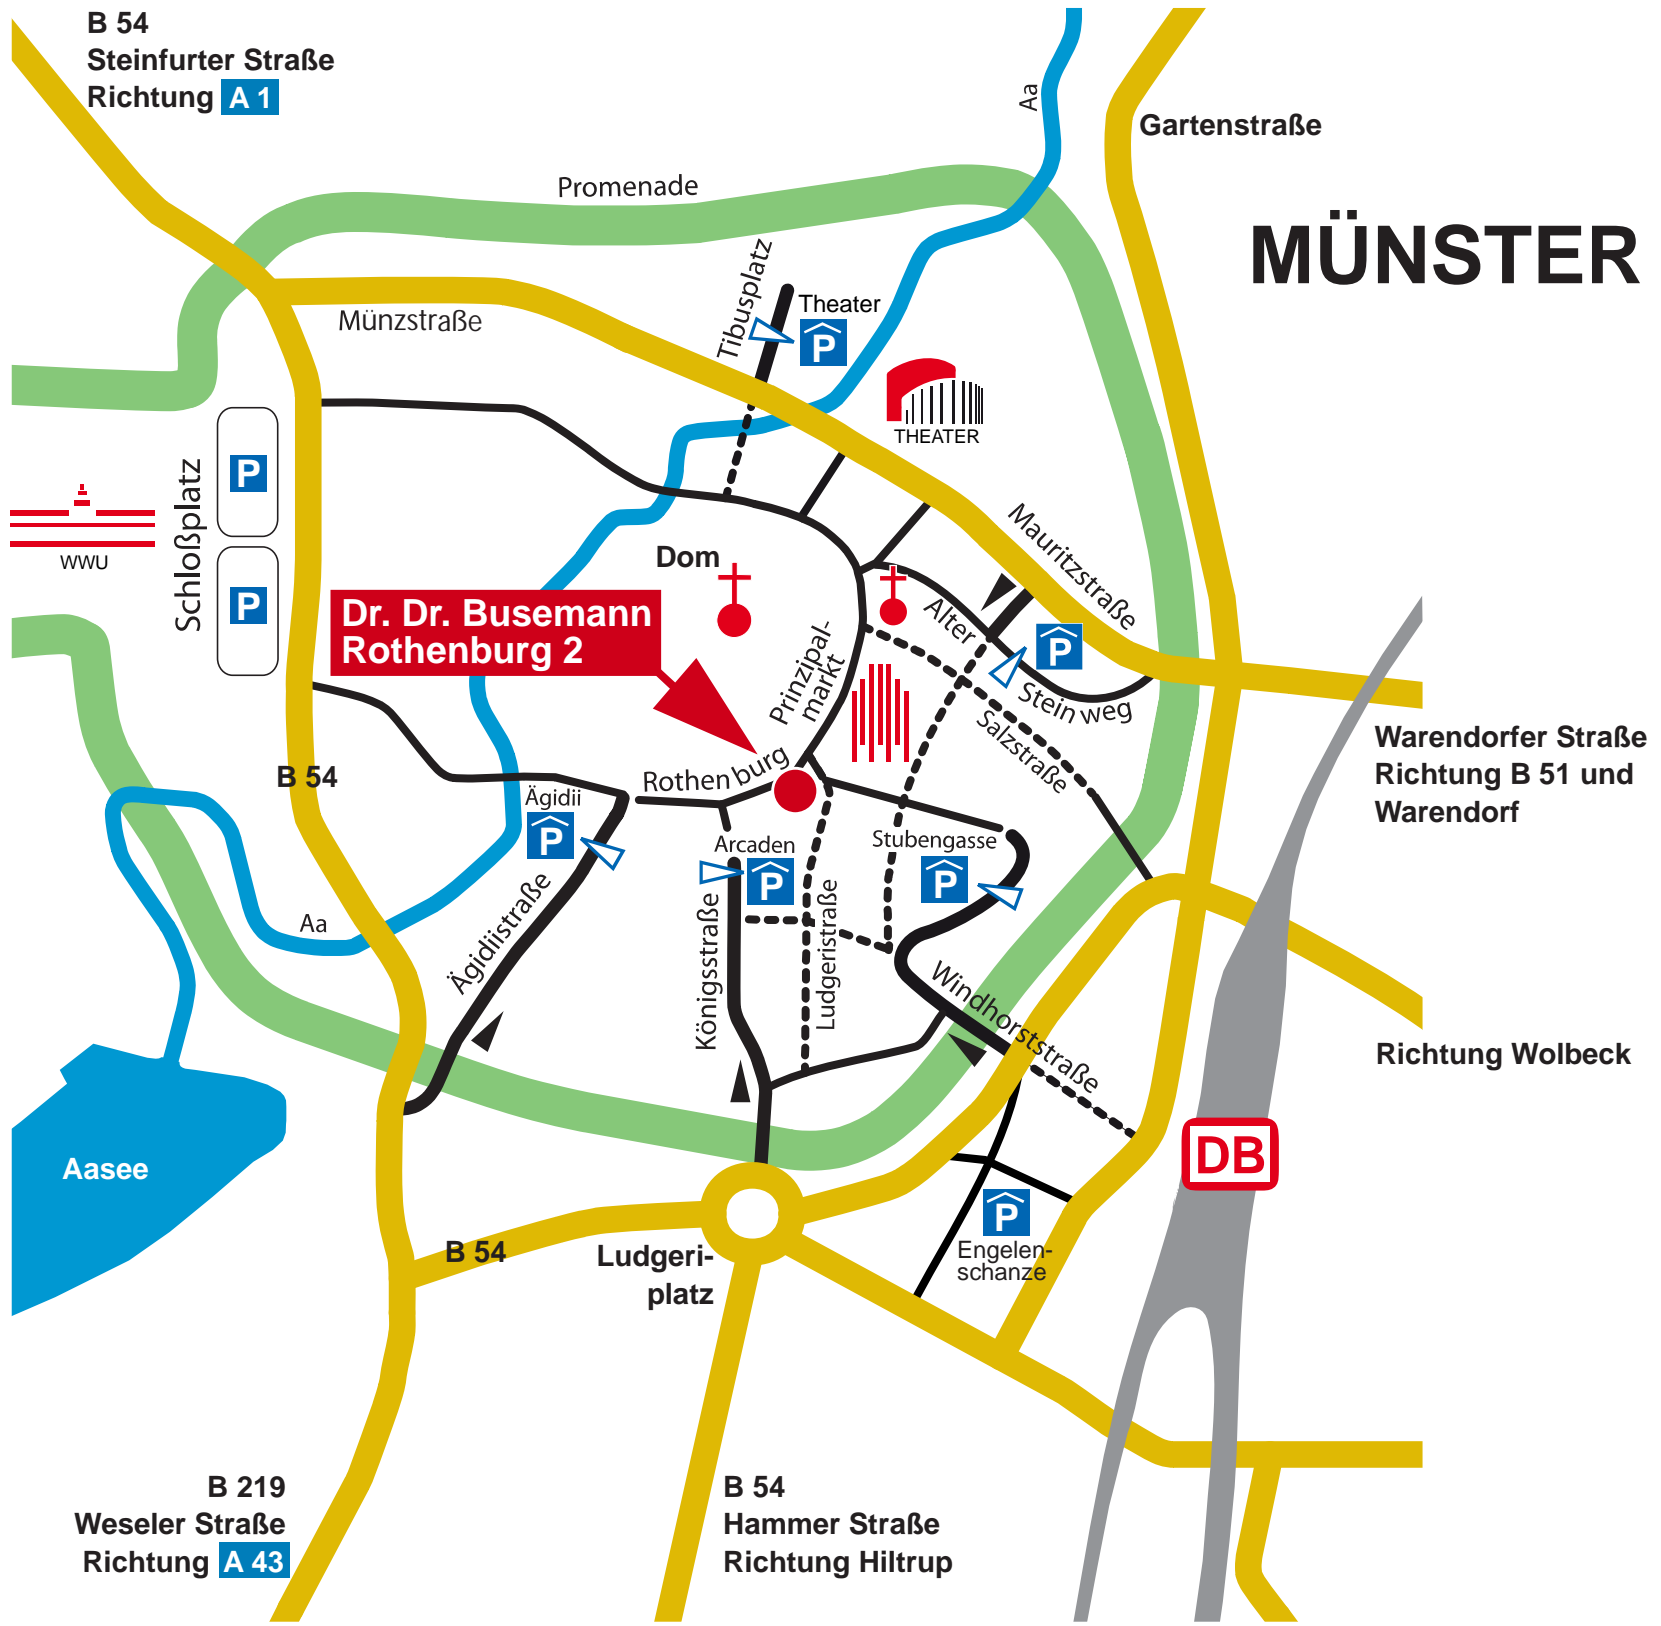 B 54
Steinfurter Straße
Richtung A 1
Aa
Gartenstraße
Promenade
MÜNSTER
Tibusplatz
Theater
P
Münzstraße
THEATER
Schloßplatz
P
P
WWU
Mauritzstraße
Dom
Dr. Dr. Busemann
Rothenburg 2
Alter
Stein weg
P
Prinzipal-
markt
Salzstraße
Warendorfer Straße
Richtung B 51 und
Warendorf
B 54
Rothenburg
Ägidii
P
Arcaden
P
Stubengasse
P
Aa
Ägidiistraße
Königsstraße
Ludgeristraße
Windhorststraße
Richtung Wolbeck
Aasee
DB
P
Engelen-
schanze
B 54
Ludgeri-
platz
B 219
Weseler Straße
Richtung A 43
B 54
Hammer Straße
Richtung Hiltrup